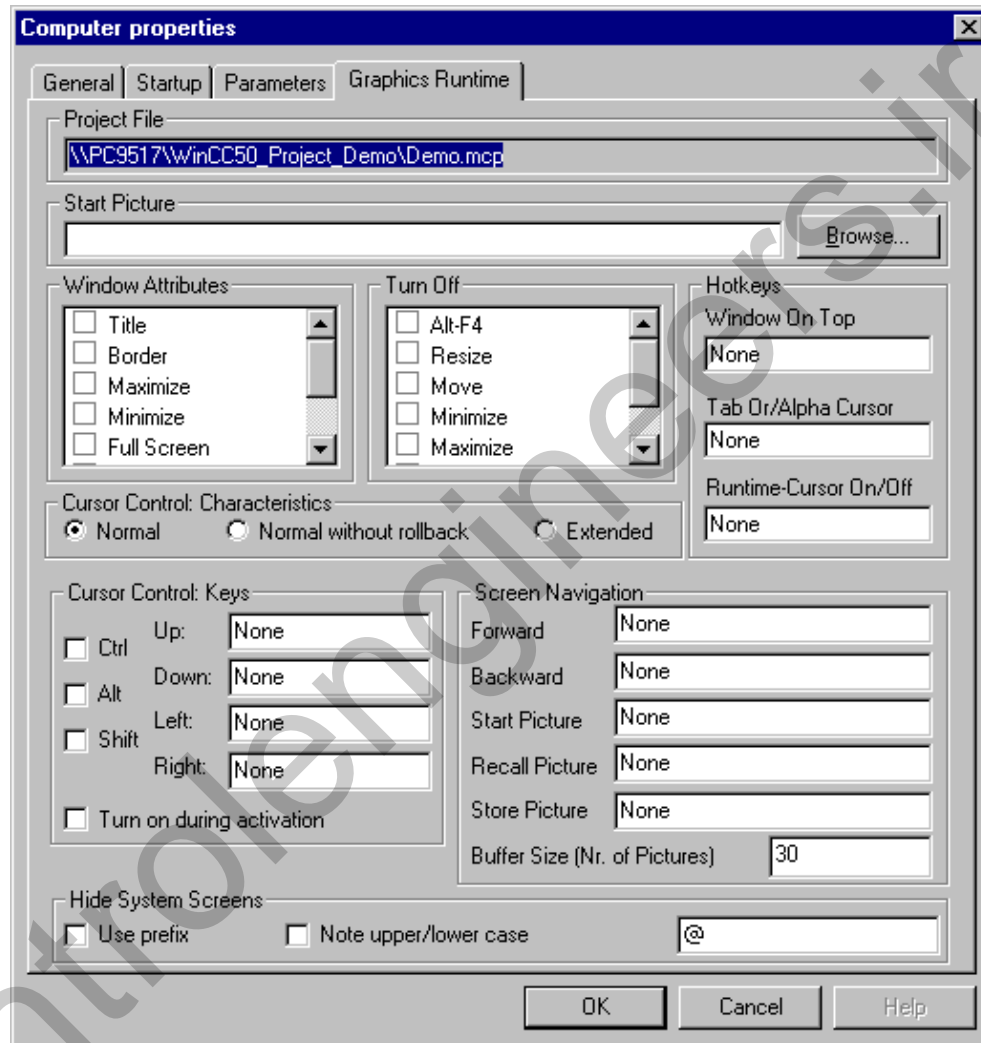 Computer properties
General Startup Parameters Graphics Runtime
Project File
\\PC9517\WinCC50_Project_Demo\Demo.mcp
Start Picture
Browse...
Window Attributes
Title
Border
Maximize
Minimize
Full Screen
Turn Off
Alt-F4
Resize
Move
Minimize
Maximize
Hotkeys
Window On Top
None
Tab Or/Alpha Cursor
None
Runtime-Cursor On/Off
None
Cursor Control: Characteristics
Normal Normal without rollback Extended
Cursor Control: Keys
Ctrl
Alt
Shift
Up: None
Down: None
Left: None
Right: None
Turn on during activation
Screen Navigation
Forward None
Backward None
Start Picture None
Recall Picture None
Store Picture None
Buffer Size (Nr. of Pictures) 30
Hide System Screens
Use prefix Note upper/lower case @
OK Cancel Help
ntrolengineers.ir